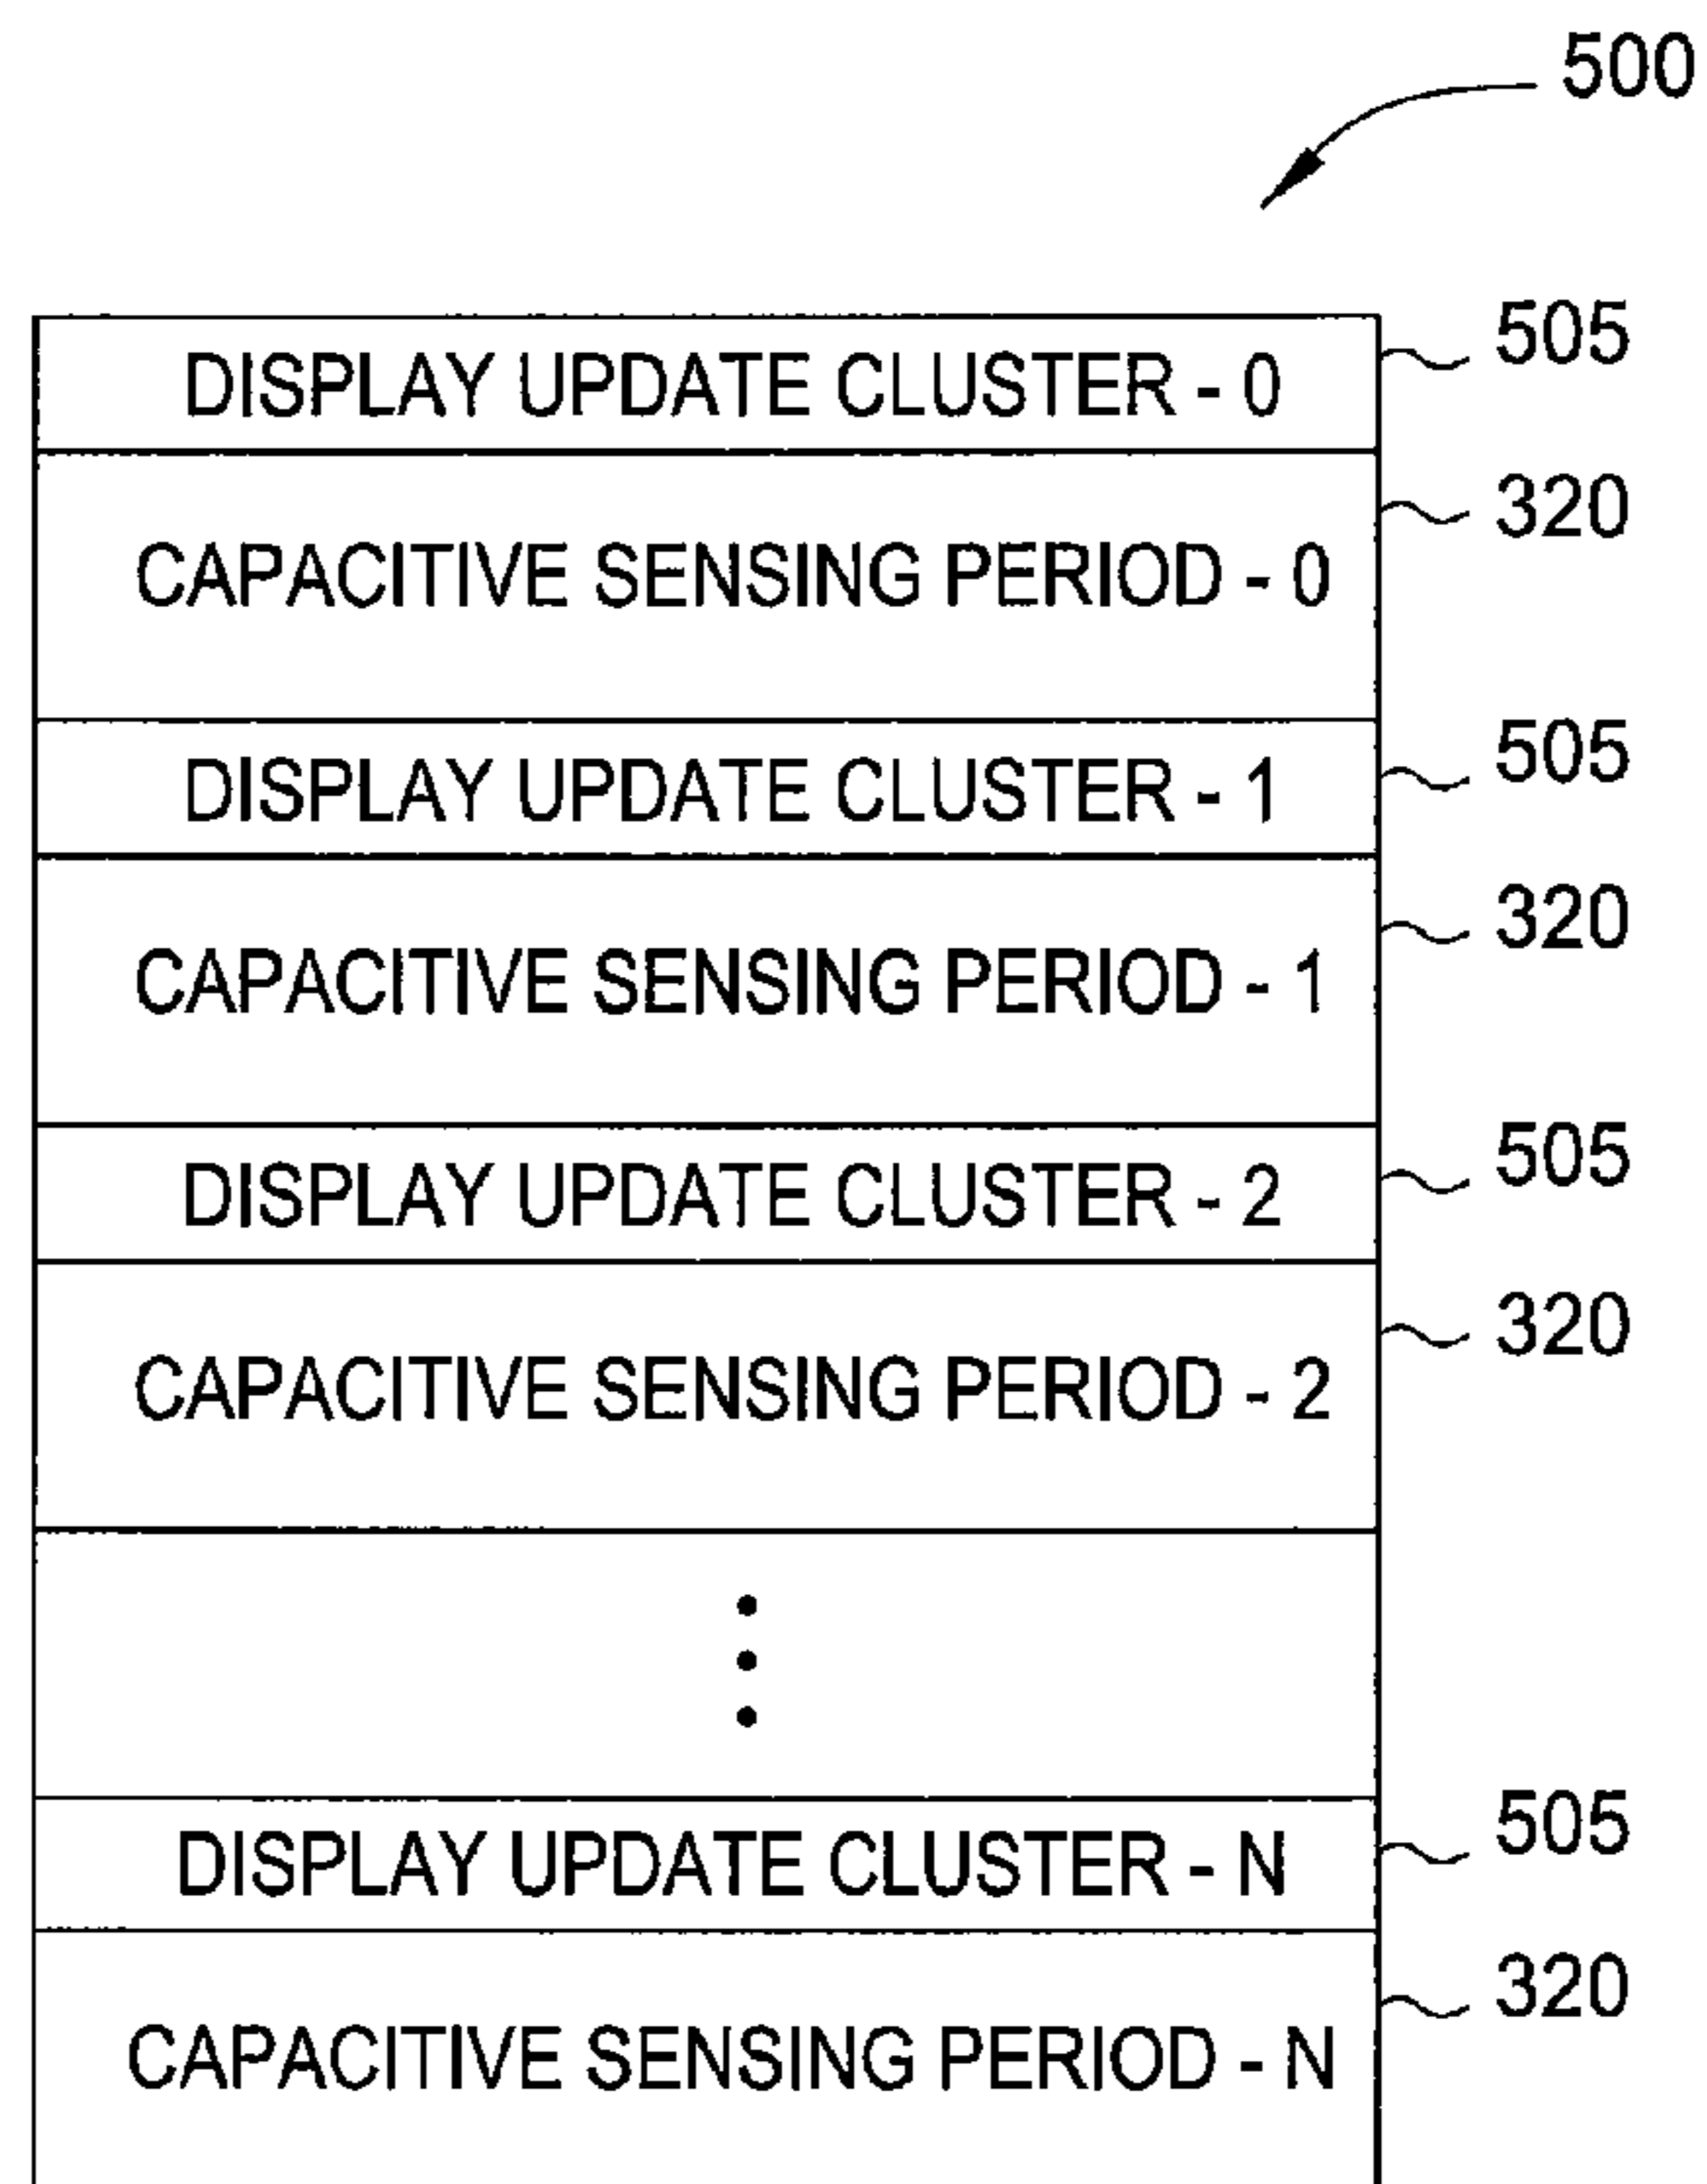 500
DISPLAY UPDATE CLUSTER - 0 505
CAPACITIVE SENSING PERIOD - 0 320
DISPLAY UPDATE CLUSTER - 1 505
CAPACITIVE SENSING PERIOD - 1 320
DISPLAY UPDATE CLUSTER - 2 505
CAPACITIVE SENSING PERIOD - 2 320
DISPLAY UPDATE CLUSTER - N 505
CAPACITIVE SENSING PERIOD - N 320